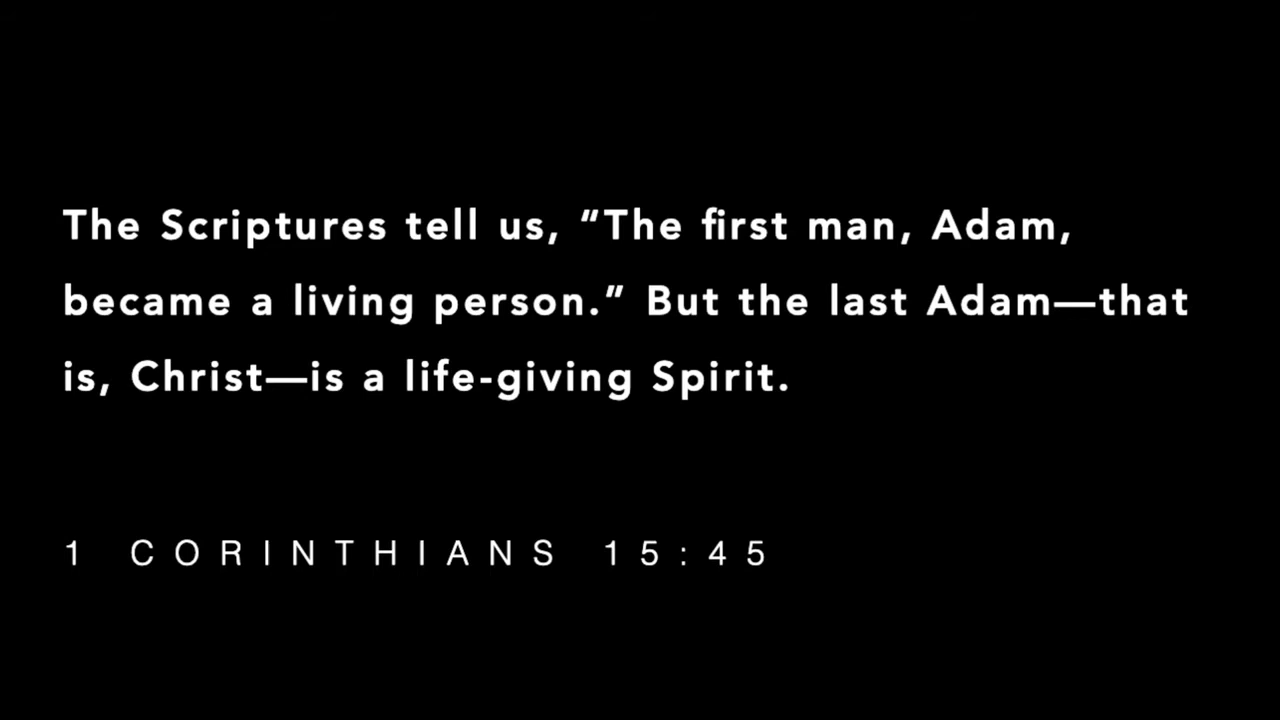 The Scriptures tell us, “The first man, Adam,
became a living person.” But the last Adam—that
is, Christ—is a life-giving Spirit.
1 CORINTHIANS 15:45